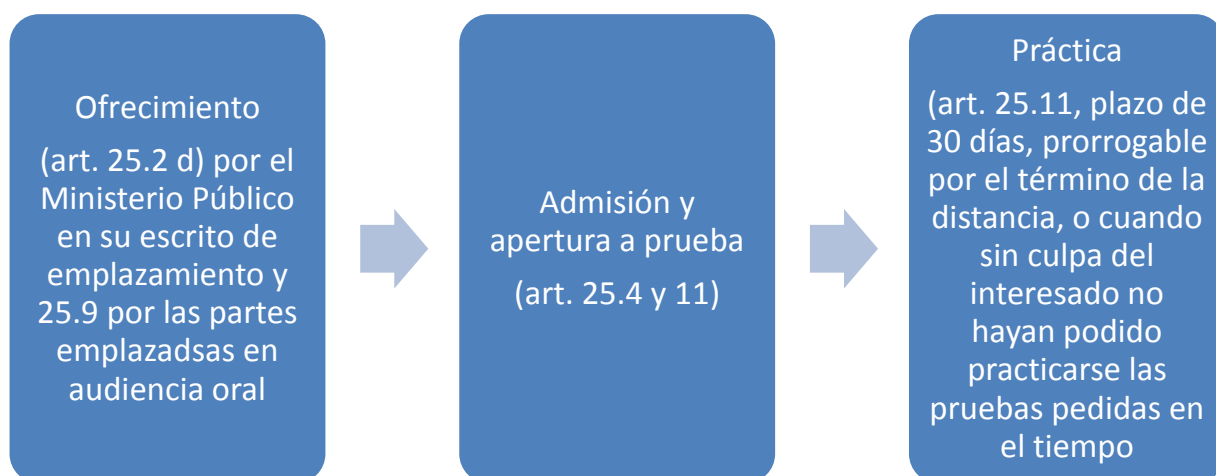 Ofrecimiento
(art. 25.2 d) por el
Ministerio Público
en su escrito de
emplazamiento y
25.9 por las partes
emplazadsas en
audiencia oral
Admisión y
apertura a prueba
(art. 25.4 y 11)
Práctica
(art. 25.11, plazo de
30 días, prorrogable
por el término de la
distancia, o cuando
sin culpa del
interesado no
hayan podido
practicarse las
pruebas pedidas en
el tiempo